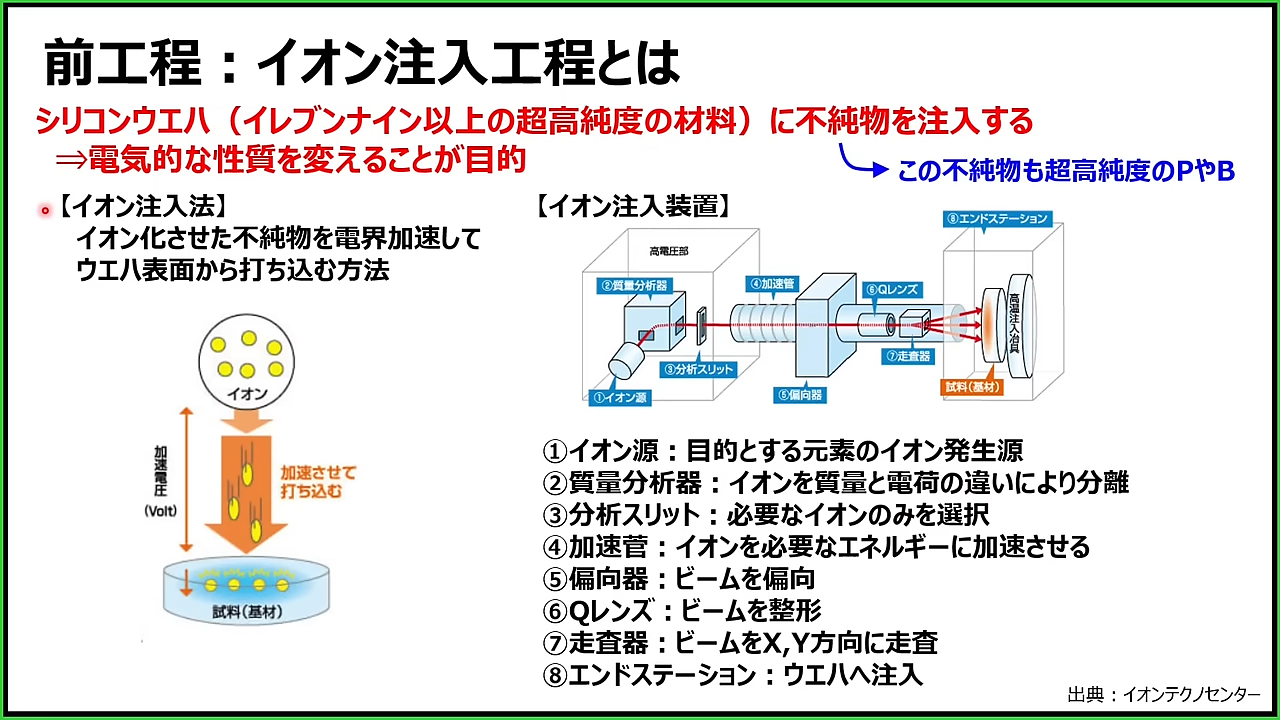 前工程：イオン注入工程とは
シリコンウエハ（イレブンナイン以上の超高純度の材料）に不純物を注入する
⇒電気的な性質を変えることが目的
この不純物も超高純度のPやB
【イオン注入法】
イオン化させた不純物を電界加速して
ウエハ表面から打ち込む方法
イオン
加速電圧
(Volt)
加速させて
打ち込む
試料(基材)
【イオン注入装置】
⑧エンドステーション
高電圧部
②質量分析器
④加速管
⑥Qレンズ
高温注入治具
⑦走査器
③分析スリット
試料(基材)
①イオン源
⑤偏向器
①イオン源：目的とする元素のイオン発生源
②質量分析器：イオンを質量と電荷の違いにより分離
③分析スリット：必要なイオンのみを選択
④加速菅：イオンを必要なエネルギーに加速させる
⑤偏向器：ビームを偏向
⑥Qレンズ：ビームを整形
⑦走査器：ビームをX,Y方向に走査
⑧エンドステーション：ウエハへ注入
出典：イオンテクノセンター